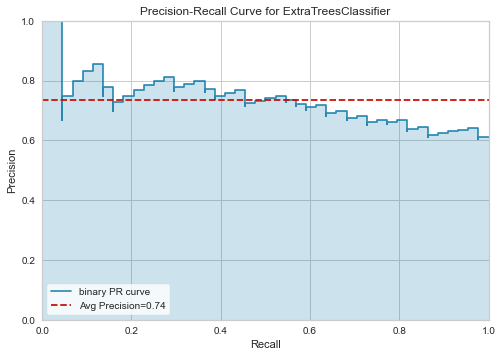 Precision-Recall Curve for ExtraTreesClassifier
1.0
0.8
0.6
0.4
0.2
0.0
Precision
binary PR curve
Avg Precision=0.74
0.0 0.2 0.4 0.6 0.8 1.0
Recall